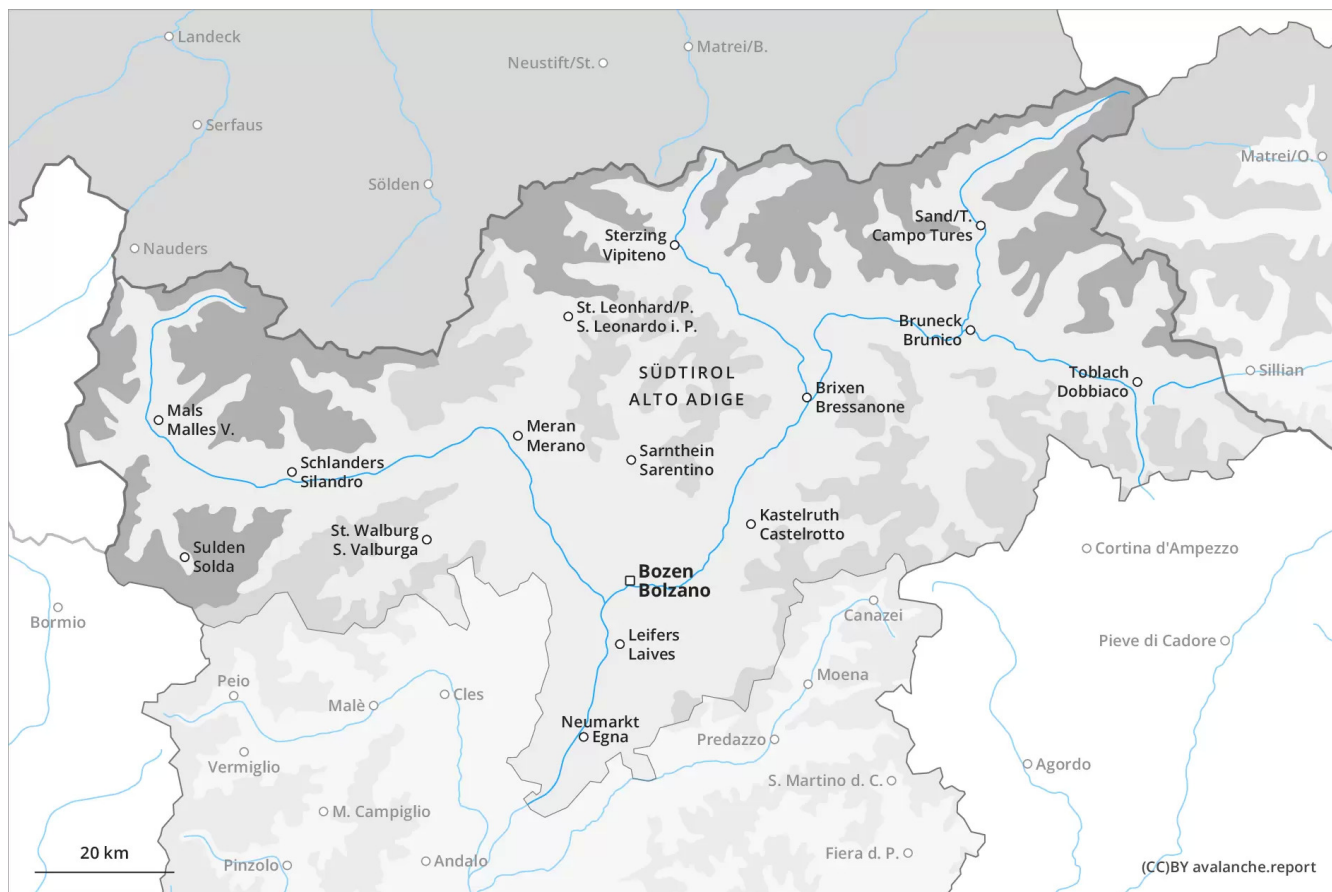 Landeck
Matrei/B.
Neustift/St.
Serfaus
Matrei/O.
Sölden
Sand/T.
Campo Tures
Sterzing
Vipiteno
Nauders
St. Leonhard/P.
S. Leonardo i. P.
Bruneck
Brunico
SÜDTIROL
ALTO ADIGE
Toblach
Dobbiaco
Sillian
Brixen
Bressanone
Mals
Malles V.
Meran
Merano
Sarnthein
Sarentino
Schlanders
Silandro
Kastelruth
Castelrotto
St. Walburg
S. Valburga
Sulden
Solda
Cortina d'Ampezzo
Bozen
Bolzano
Bormio
Canazei
Leifers
Laives
Pieve di Cadore
Peio
Moena
Malè
Cles
Neumarkt
Egna
Predazzo
Vermiglio
Agordo
S. Martino d. C.
M. Campiglio
20 km
Pinzolo
Andalo
Fiera d. P.
(CC)BY avalanche.report